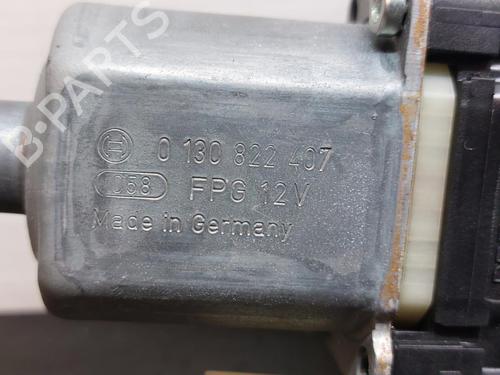 B-PARTS
0 130 822 407
058 FPG 12V
Made in Germany